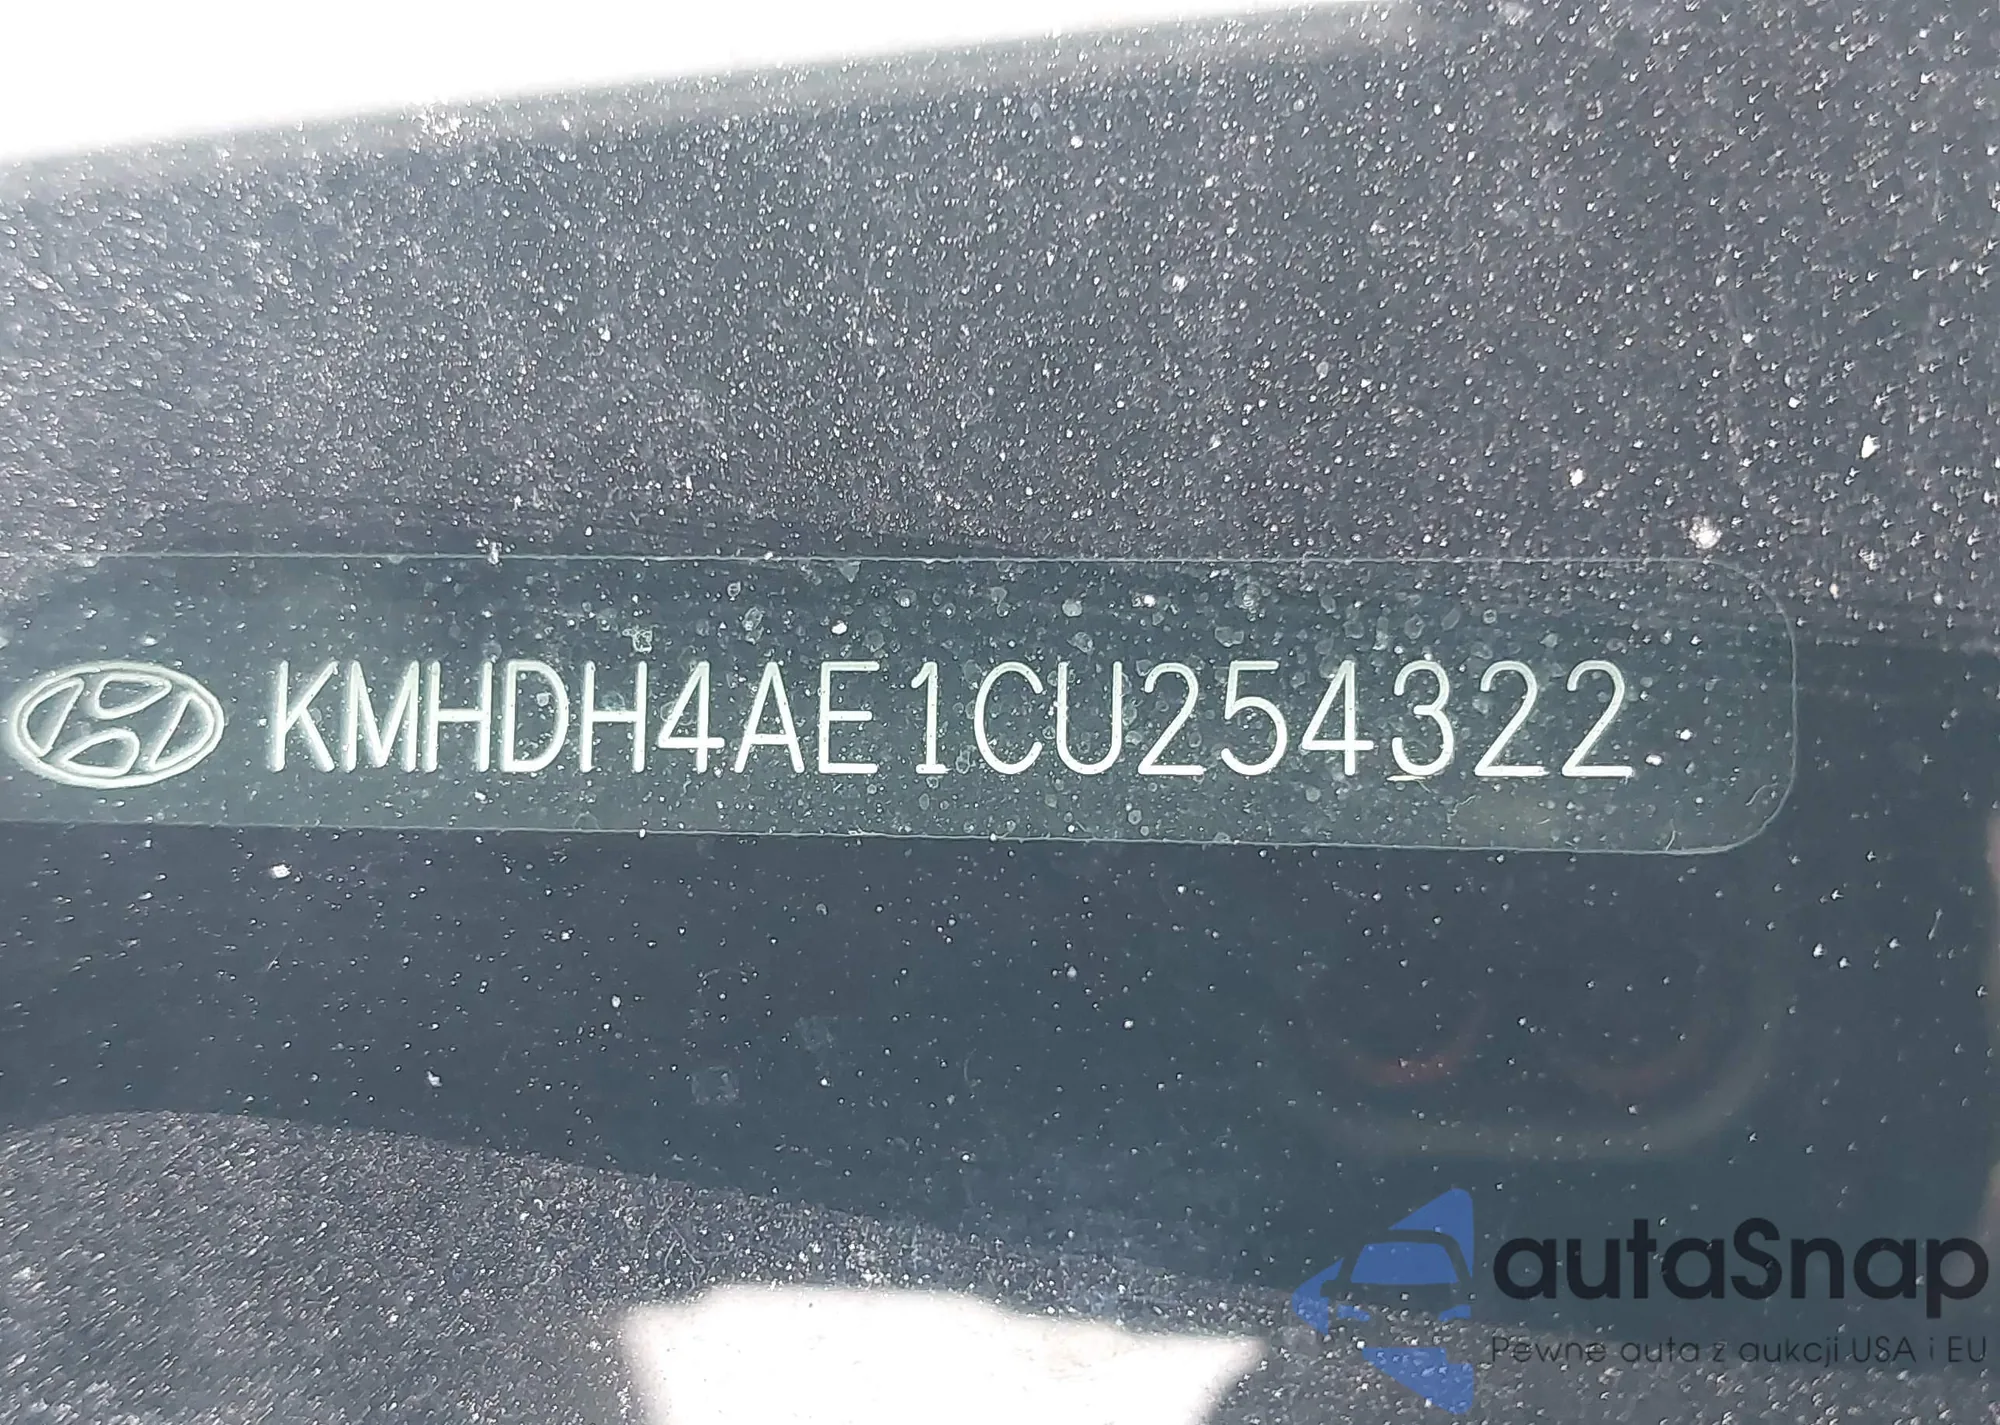 KMHDH4AE1CU254322
autaSnap
Pewne auta z aukcji USA i EU